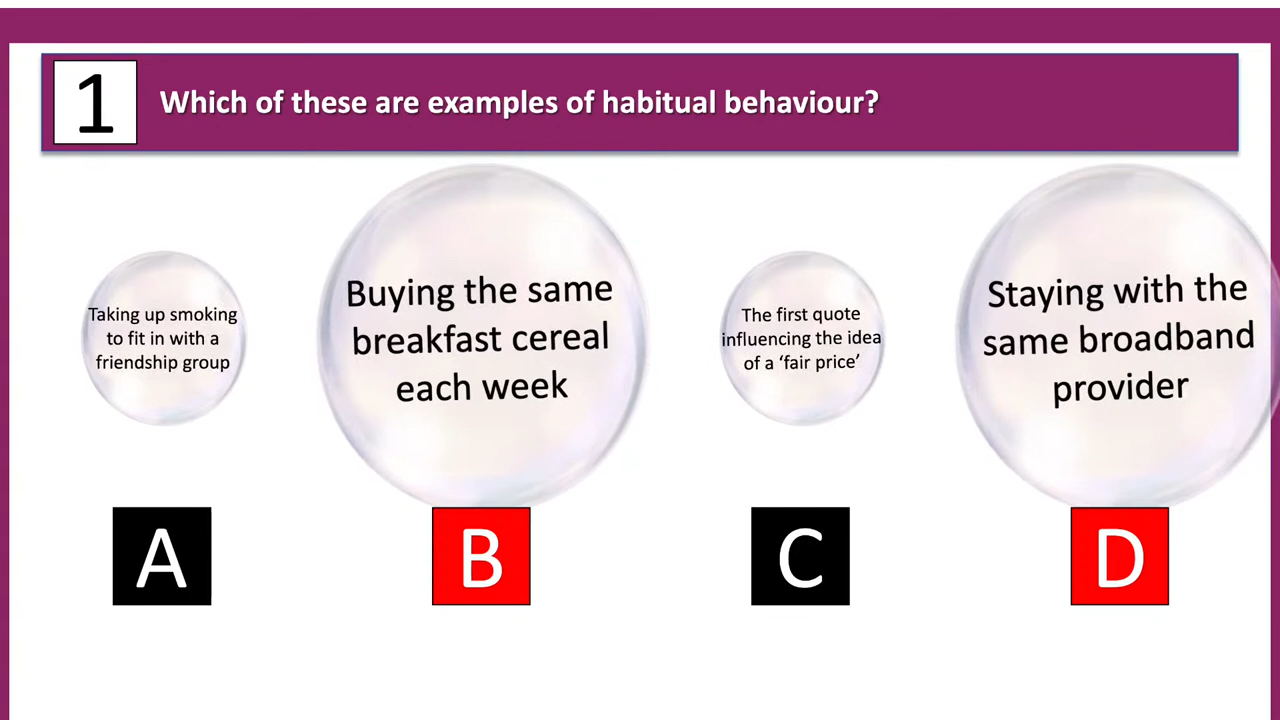 1
Which of these are examples of habitual behaviour?
Taking up smoking
to fit in with a
friendship group
Buying the same
breakfast cereal
each week
The first quote
influencing the idea
of a ‘fair price’
Staying with the
same broadband
provider
A
B
C
D